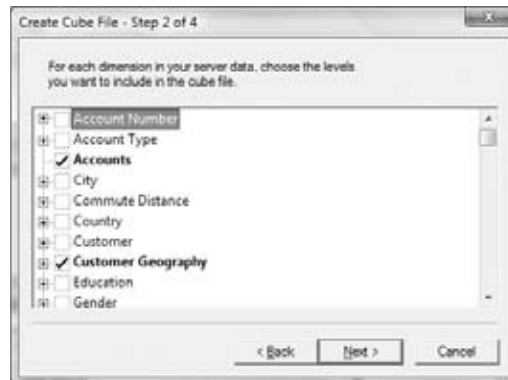 Create Cube File - Step 2 of 4
For each dimension in your server data, choose the levels
you want to include in the cube file.
Account Number
Account Type
Accounts
City
Commute Distance
Country
Customer
Customer Geography
Education
Gender
< Back
Next >
Cancel